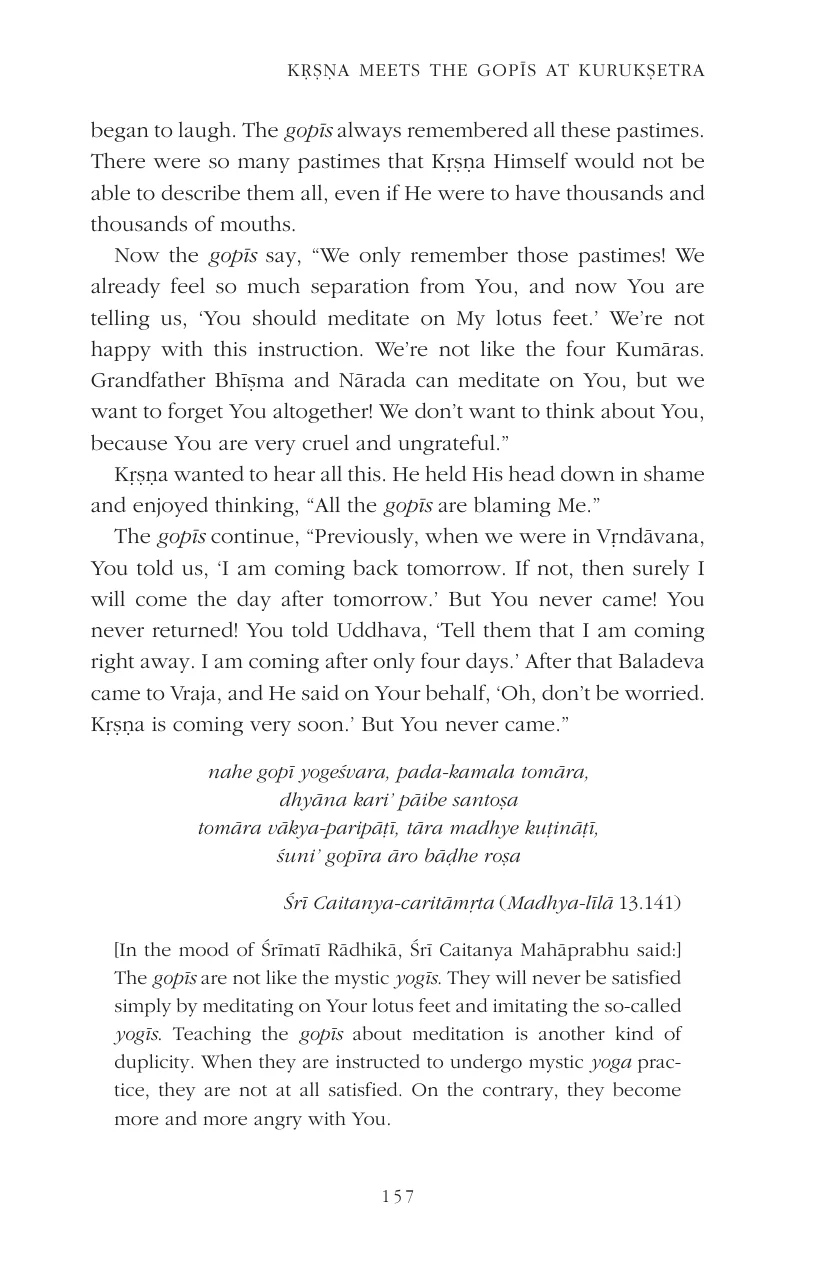 KṚṢṆA MEETS THE GOPĪS AT KURUKṢETRA
began to laugh. The gopīs always remembered all these pastimes.
There were so many pastimes that Kṛṣṇa Himself would not be
able to describe them all, even if He were to have thousands and
thousands of mouths.
Now the gopīs say, “We only remember those pastimes! We
already feel so much separation from You, and now You are
telling us, ‘You should meditate on My lotus feet.’ We’re not
happy with this instruction. We’re not like the four Kumāras.
Grandfather Bhīṣma and Nārada can meditate on You, but we
want to forget You altogether! We don’t want to think about You,
because You are very cruel and ungrateful.”
Kṛṣṇa wanted to hear all this. He held His head down in shame
and enjoyed thinking, “All the gopīs are blaming Me.”
The gopīs continue, “Previously, when we were in Vṛndāvana,
You told us, ‘I am coming back tomorrow. If not, then surely I
will come the day after tomorrow.’ But You never came! You
never returned! You told Uddhava, ‘Tell them that I am coming
right away. I am coming after only four days.’ After that Baladeva
came to Vraja, and He said on Your behalf, ‘Oh, don’t be worried.
Kṛṣṇa is coming very soon.’ But You never came.”
nahe gopī yogeśvara, pada-kamala tomāra,
dhyāna kari’ pāibe santoṣa
tomāra vākya-paripāṭī, tāra madhye kuṭināṭī,
śuni’ gopīra āro bāḍhe roṣa
Śrī Caitanya-caritāmṛta (Madhya-līlā 13.141)
[In the mood of Śrīmatī Rādhikā, Śrī Caitanya Mahāprabhu said:]
The gopīs are not like the mystic yogīs. They will never be satisfied
simply by meditating on Your lotus feet and imitating the so-called
yogīs. Teaching the gopīs about meditation is another kind of
duplicity. When they are instructed to undergo mystic yoga prac-
tice, they are not at all satisfied. On the contrary, they become
more and more angry with You.
157